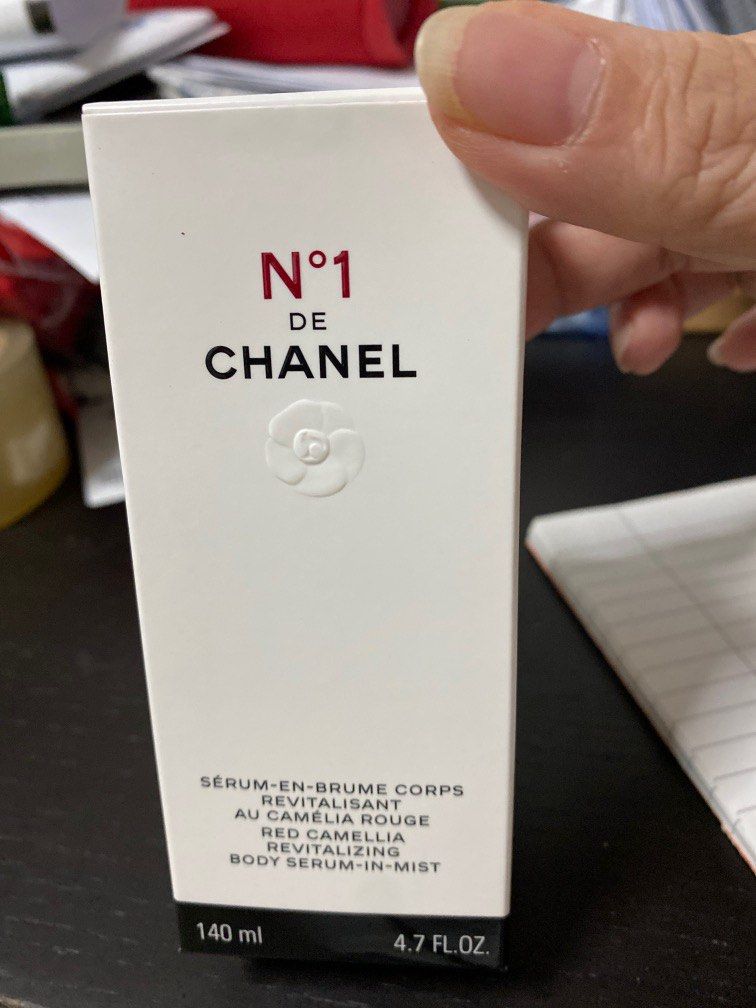 N°1
DE
CHANEL
SÉRUM-EN-BRUME CORPS
REVITALISANT
AU CAMÉLIA ROUGE
RED CAMELLIA
REVITALIZING
BODY SERUM-IN-MIST
140 ml 4.7 FL.OZ.